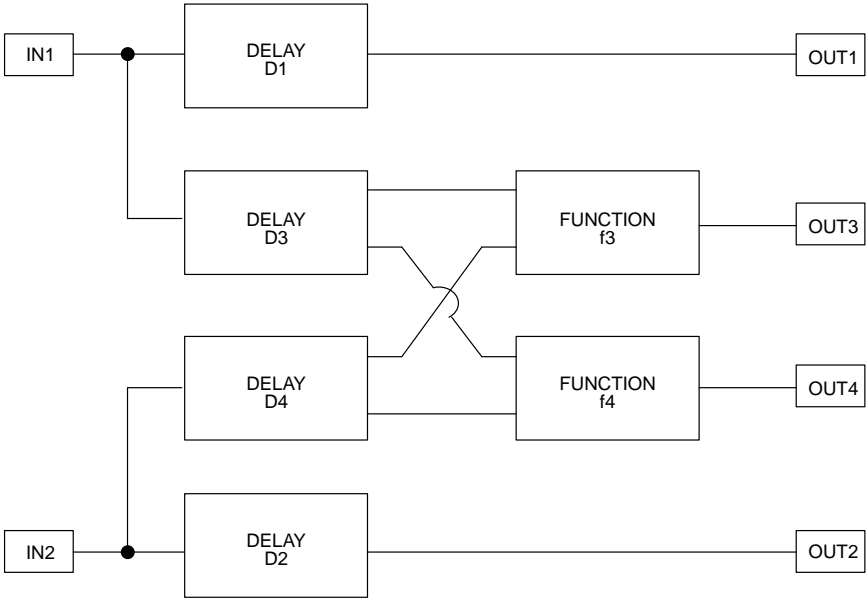 IN1
DELAY
D1
OUT1
DELAY
D3
FUNCTION
f3
OUT3
DELAY
D4
FUNCTION
f4
OUT4
IN2
DELAY
D2
OUT2